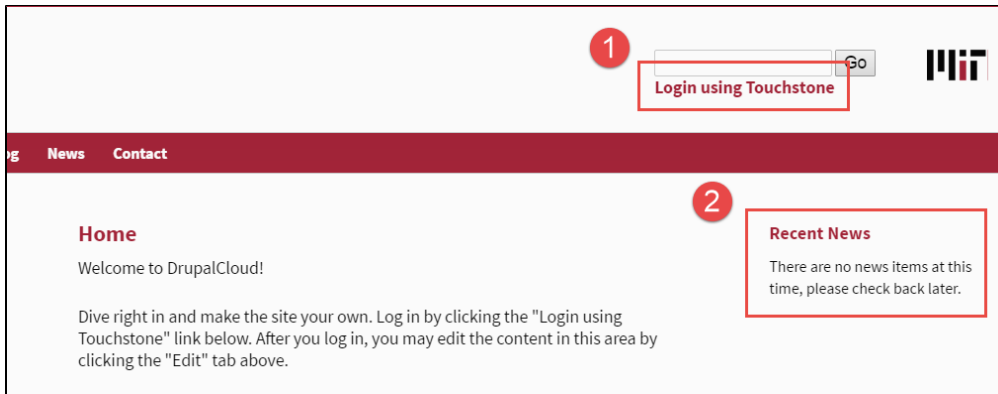 1
Go
Login using Touchstone
MIT
og News Contact
2
Home
Recent News
Welcome to DrupalCloud!
There are no news items at this
time, please check back later.
Dive right in and make the site your own. Log in by clicking the "Login using
Touchstone" link below. After you log in, you may edit the content in this area by
clicking the "Edit" tab above.